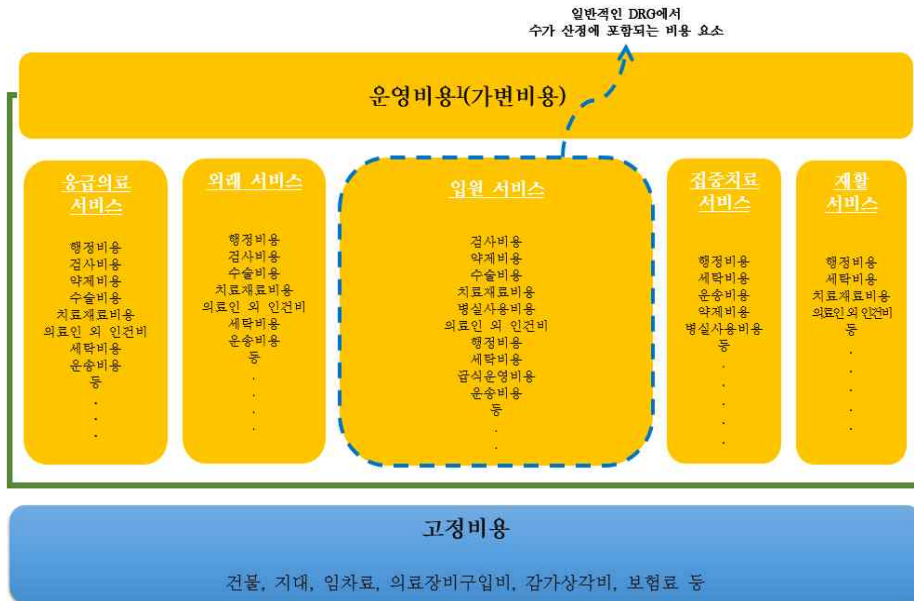 일반적인 DRG에서
수가 산정에 포함되는 비용 요소
운영비용¹(가변비용)
응급의료
서비스
행정비용
검사비용
약제비용
수술비용
치료재료비용
의료인 외 인건비
세탁비용
운송비용
등
.
.
.
외래 서비스
행정비용
검사비용
수술비용
치료재료비용
의료인 외 인건비
세탁비용
운송비용
등
.
.
.
.
입원 서비스
검사비용
약제비용
수술비용
치료재료비용
병실사용비용
의료인 외 인건비
행정비용
세탁비용
급식운영비용
운송비용
등
.
.
집중치료
서비스
행정비용
세탁비용
운송비용
약제비용
병실사용비용
등
.
.
.
.
.
재활
서비스
행정비용
세탁비용
치료재료비용
의료인 외 인건비
등
.
.
.
.
.
고정비용
건물, 지대, 임차료, 의료장비구입비, 감가상각비, 보험료 등